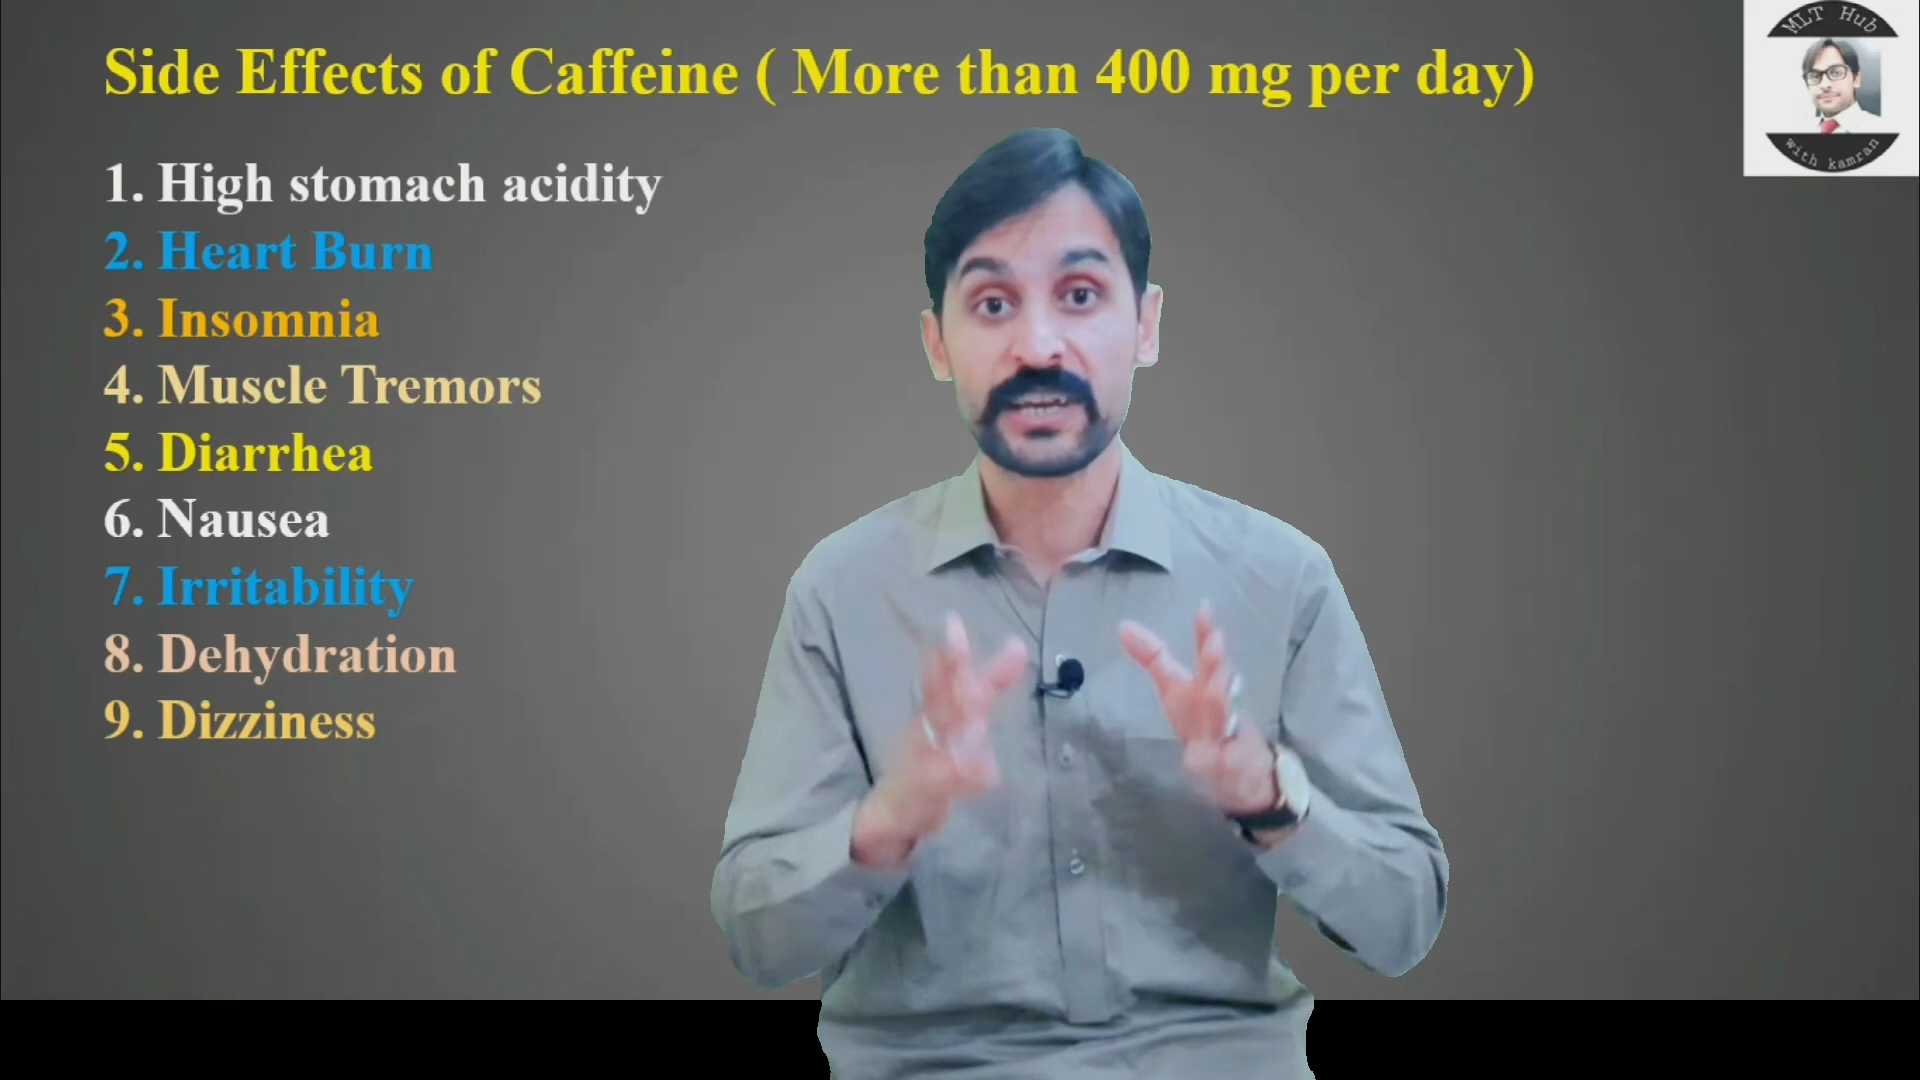 Side Effects of Caffeine ( More than 400 mg per day)
1. High stomach acidity
2. Heart Burn
3. Insomnia
4. Muscle Tremors
5. Diarrhea
6. Nausea
7. Irritability
8. Dehydration
9. Dizziness
MLT Hub
with kamran